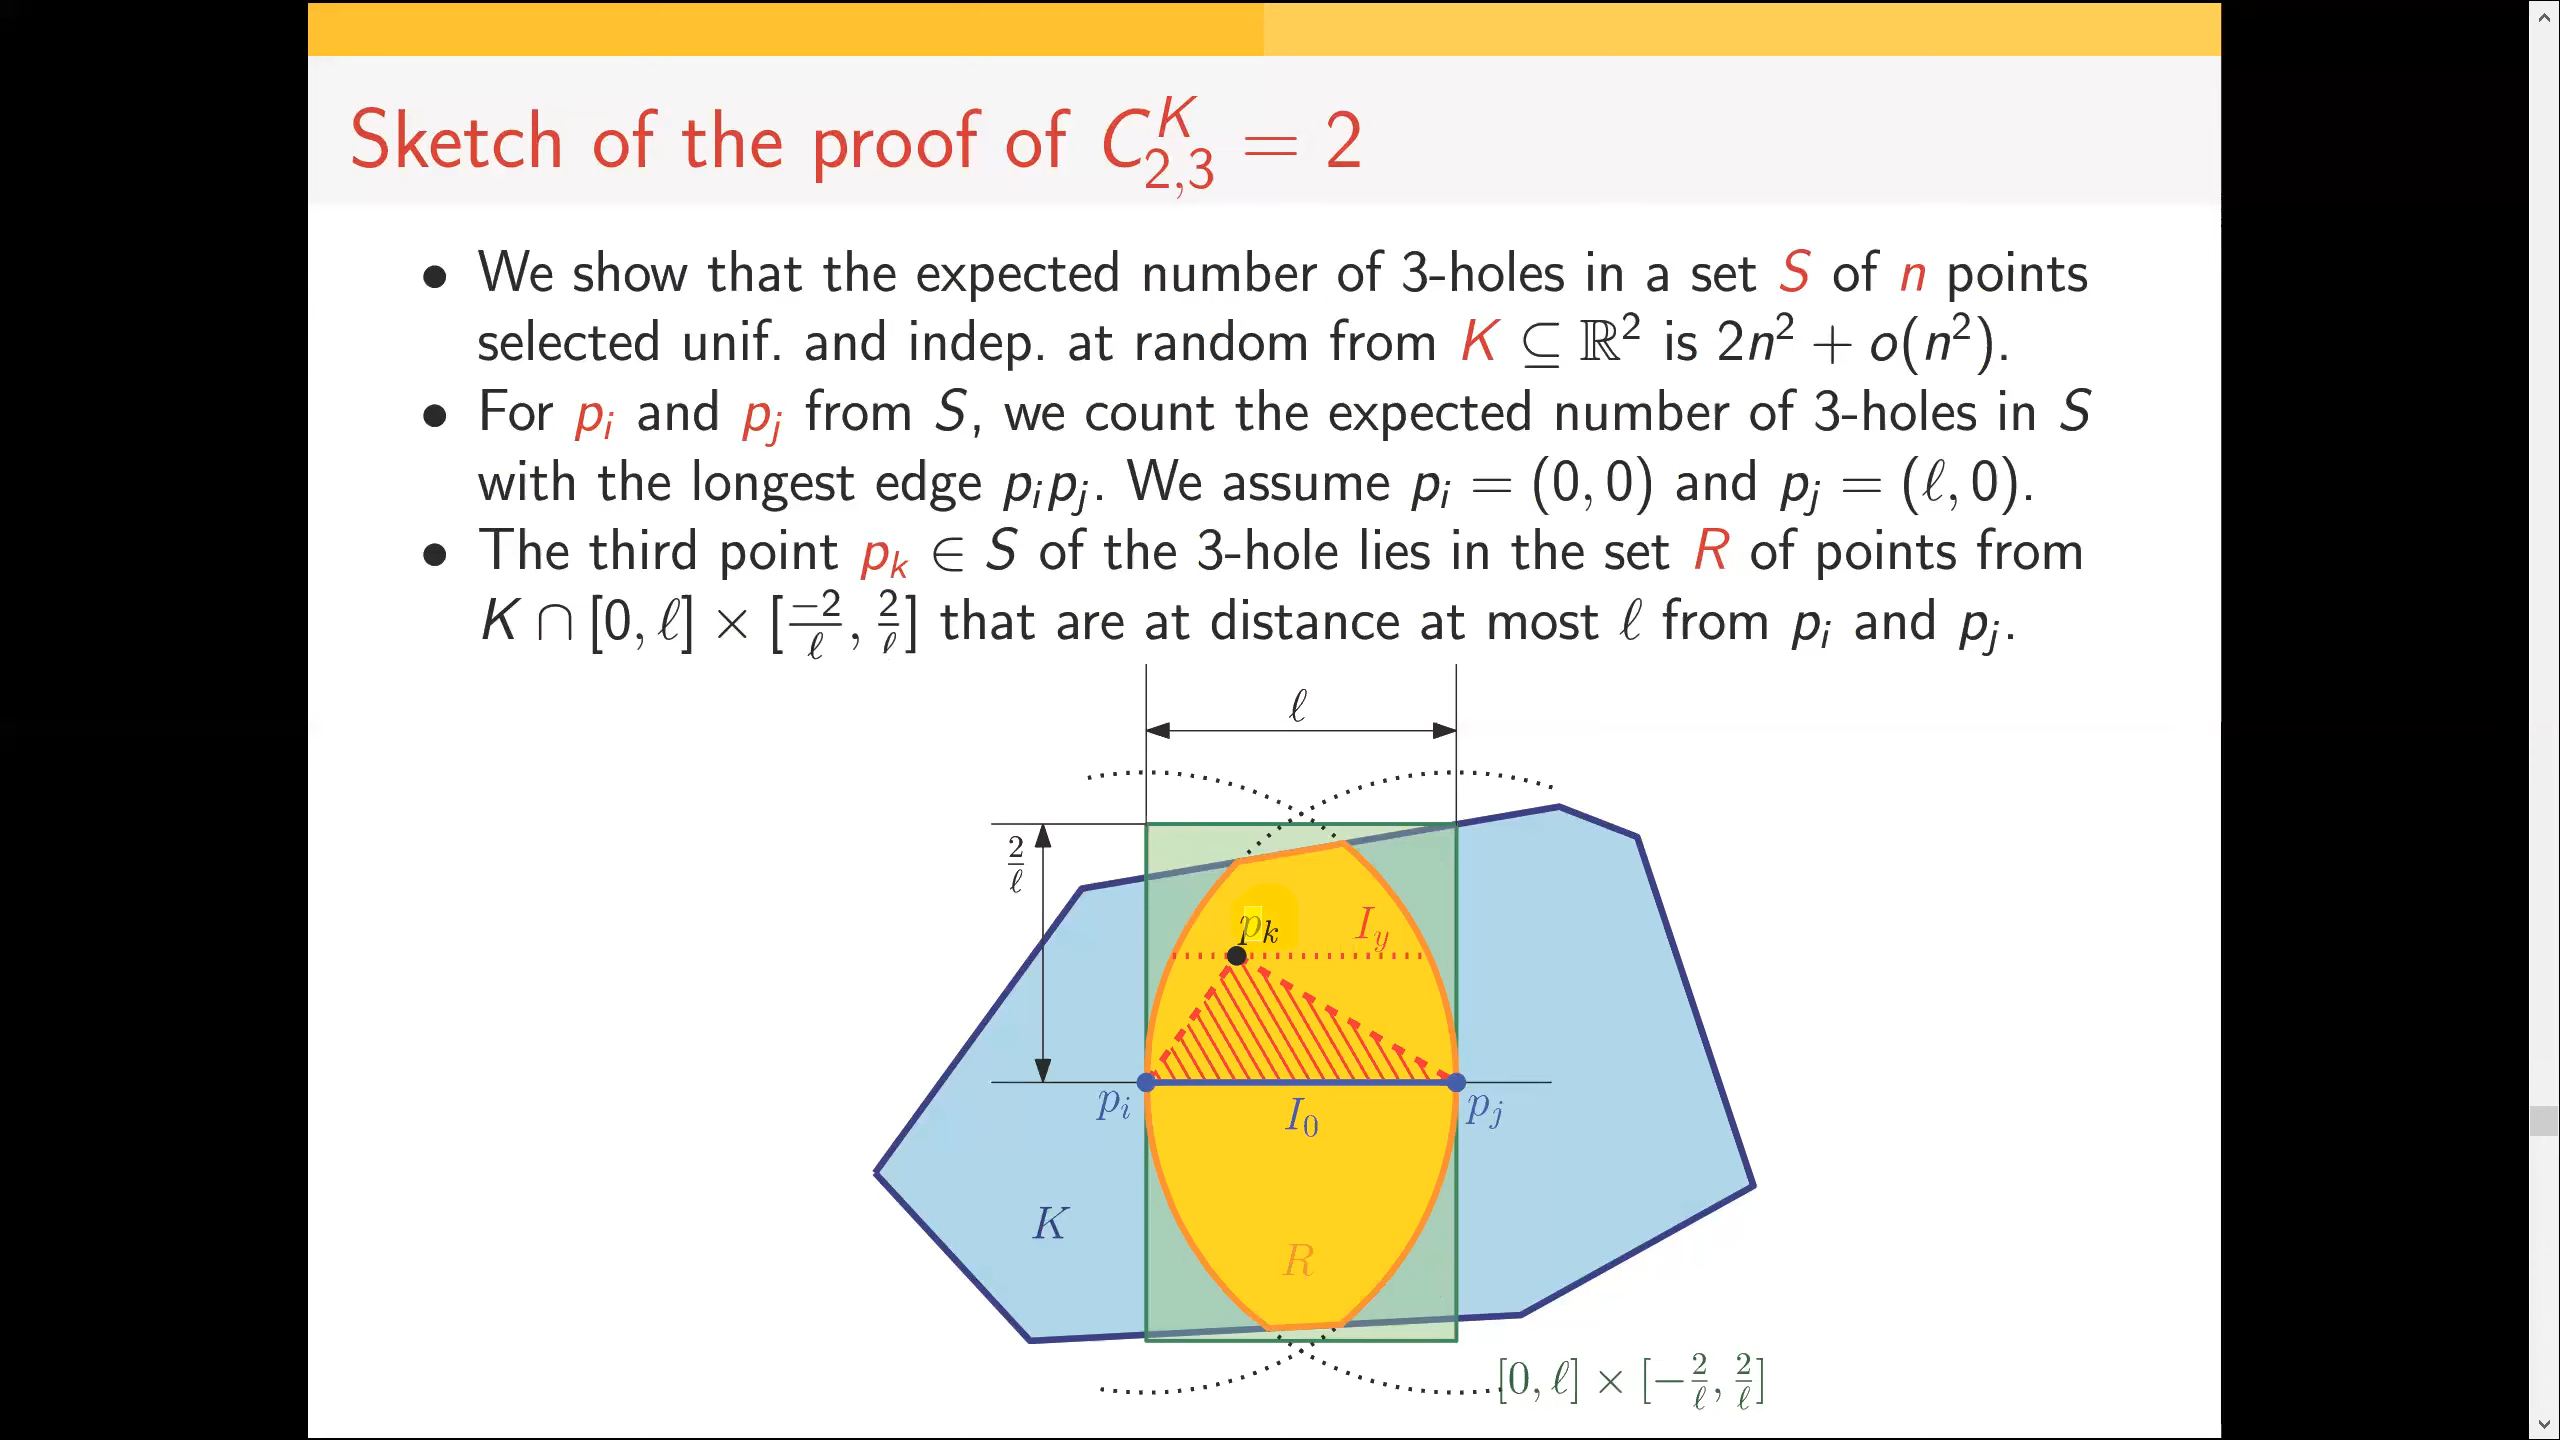 Sketch of the proof of C^K_{2,3} = 2
• We show that the expected number of 3-holes in a set S of n points
selected unif. and indep. at random from K ⊆ ℝ² is 2n² + o(n²).
• For p_i and p_j from S, we count the expected number of 3-holes in S
with the longest edge p_ip_j. We assume p_i = (0, 0) and p_j = (ℓ, 0).
• The third point p_k ∈ S of the 3-hole lies in the set R of points from
K ∩ [0, ℓ] × [−2/ℓ, 2/ℓ] that are at distance at most ℓ from p_i and p_j.
ℓ
2/ℓ
p_k
I_y
p_i
I_0
p_j
K
R
[0, ℓ] × [−2/ℓ, 2/ℓ]